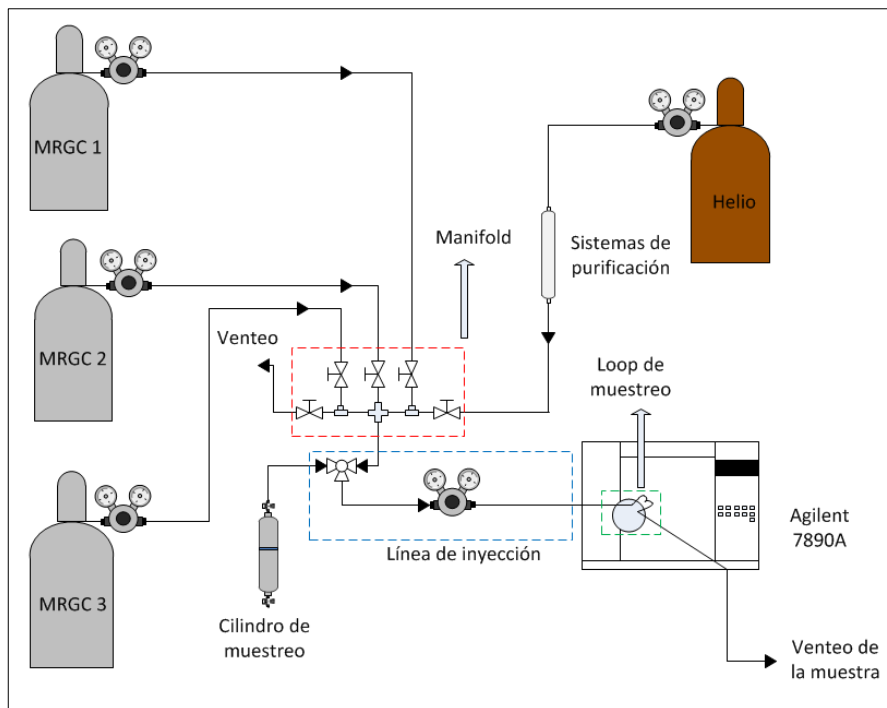 MRGC 1
Helio
Manifold
Sistemas de
purificación
MRGC 2
Venteo
Loop de
muestreo
Línea de inyección
Agilent
7890A
MRGC 3
Cilindro de
muestreo
Venteo de
la muestra